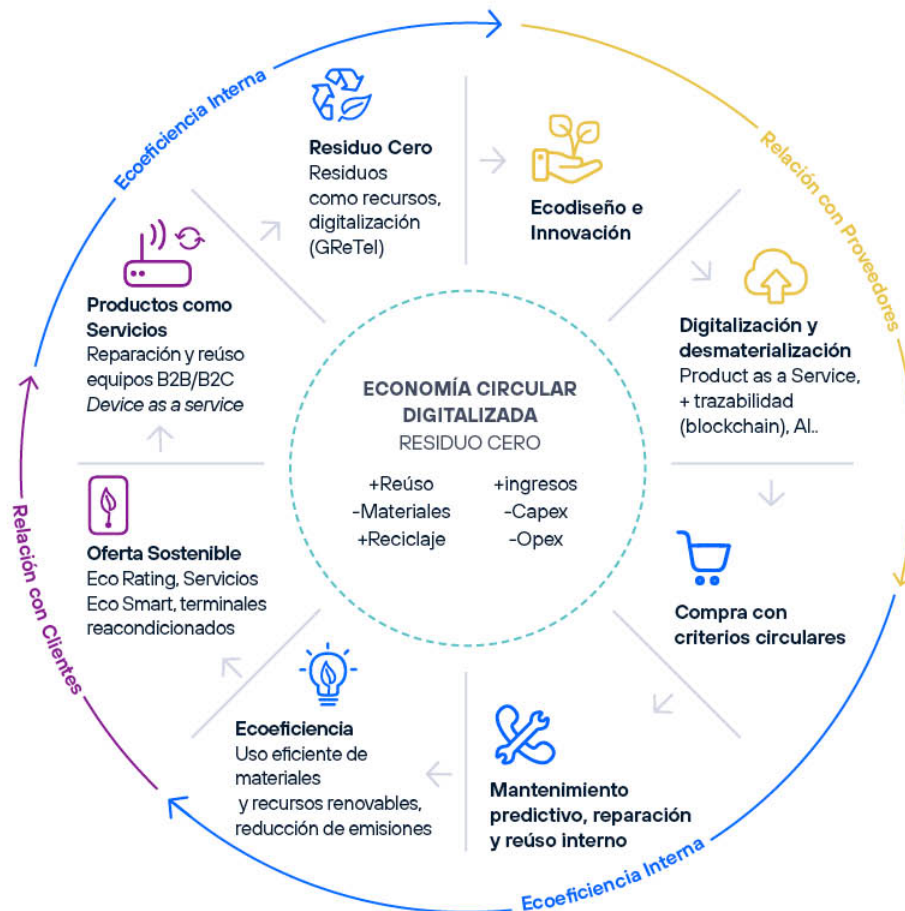 Ecoeficiencia Interna
Relación con Proveedores
Residuo Cero
Residuos
como recursos,
digitalización
(GReTel)
Ecodiseño e
Innovación
Digitalización y
desmaterialización
Product as a Service,
+ trazabilidad
(blockchain), AI..
Compra con
criterios circulares
Mantenimiento
predictivo, reparación
y reúso interno
Ecoeficiencia Interna
Ecoeficiencia
Uso eficiente de
materiales
y recursos renovables,
reducción de emisiones
Oferta Sostenible
Eco Rating, Servicios
Eco Smart, terminales
reacondicionados
Relación con Clientes
Productos como
Servicios
Reparación y reúso
equipos B2B/B2C
Device as a service
ECONOMÍA CIRCULAR
DIGITALIZADA
RESIDUO CERO
+Reúso
-Materiales
+Reciclaje
+ingresos
-Capex
-Opex